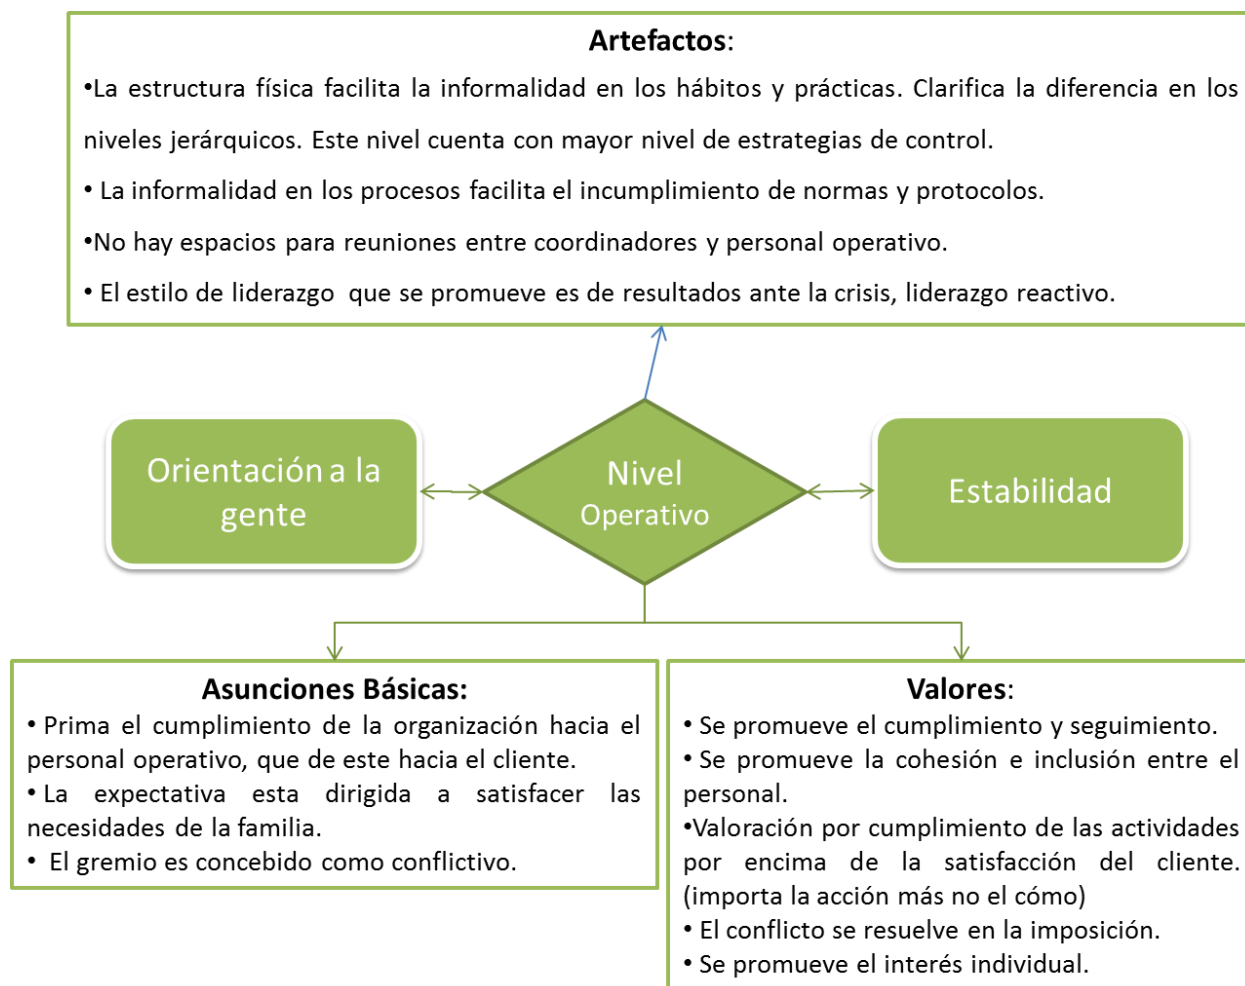 Artefactos:
•La estructura física facilita la informalidad en los hábitos y prácticas. Clarifica la diferencia en los
niveles jerárquicos. Este nivel cuenta con mayor nivel de estrategias de control.
• La informalidad en los procesos facilita el incumplimiento de normas y protocolos.
•No hay espacios para reuniones entre coordinadores y personal operativo.
• El estilo de liderazgo que se promueve es de resultados ante la crisis, liderazgo reactivo.
Orientación a la
gente
Nivel
Operativo
Estabilidad
Asunciones Básicas:
• Prima el cumplimiento de la organización hacia el
personal operativo, que de este hacia el cliente.
• La expectativa esta dirigida a satisfacer las
necesidades de la familia.
• El gremio es concebido como conflictivo.
Valores:
• Se promueve el cumplimiento y seguimiento.
• Se promueve la cohesión e inclusión entre el
personal.
•Valoración por cumplimiento de las actividades
por encima de la satisfacción del cliente.
(importa la acción más no el cómo)
• El conflicto se resuelve en la imposición.
• Se promueve el interés individual.